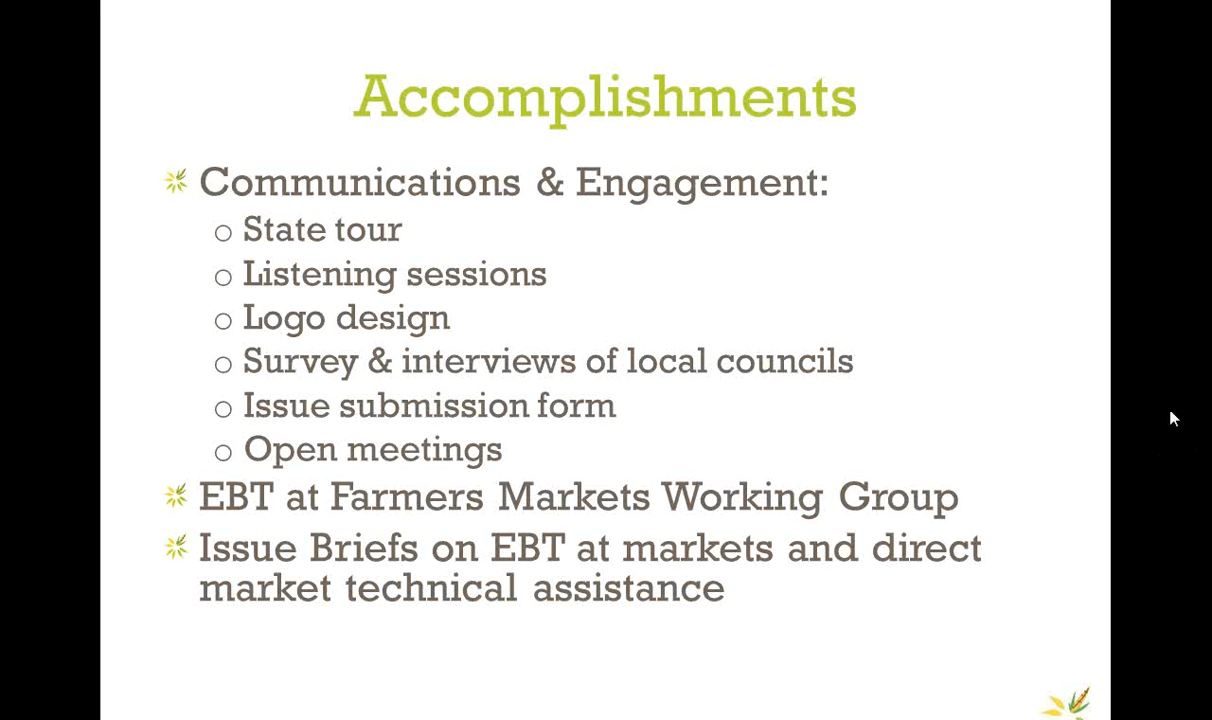 Accomplishments
Communications & Engagement:
State tour
Listening sessions
Logo design
Survey & interviews of local councils
Issue submission form
Open meetings
EBT at Farmers Markets Working Group
Issue Briefs on EBT at markets and direct
market technical assistance